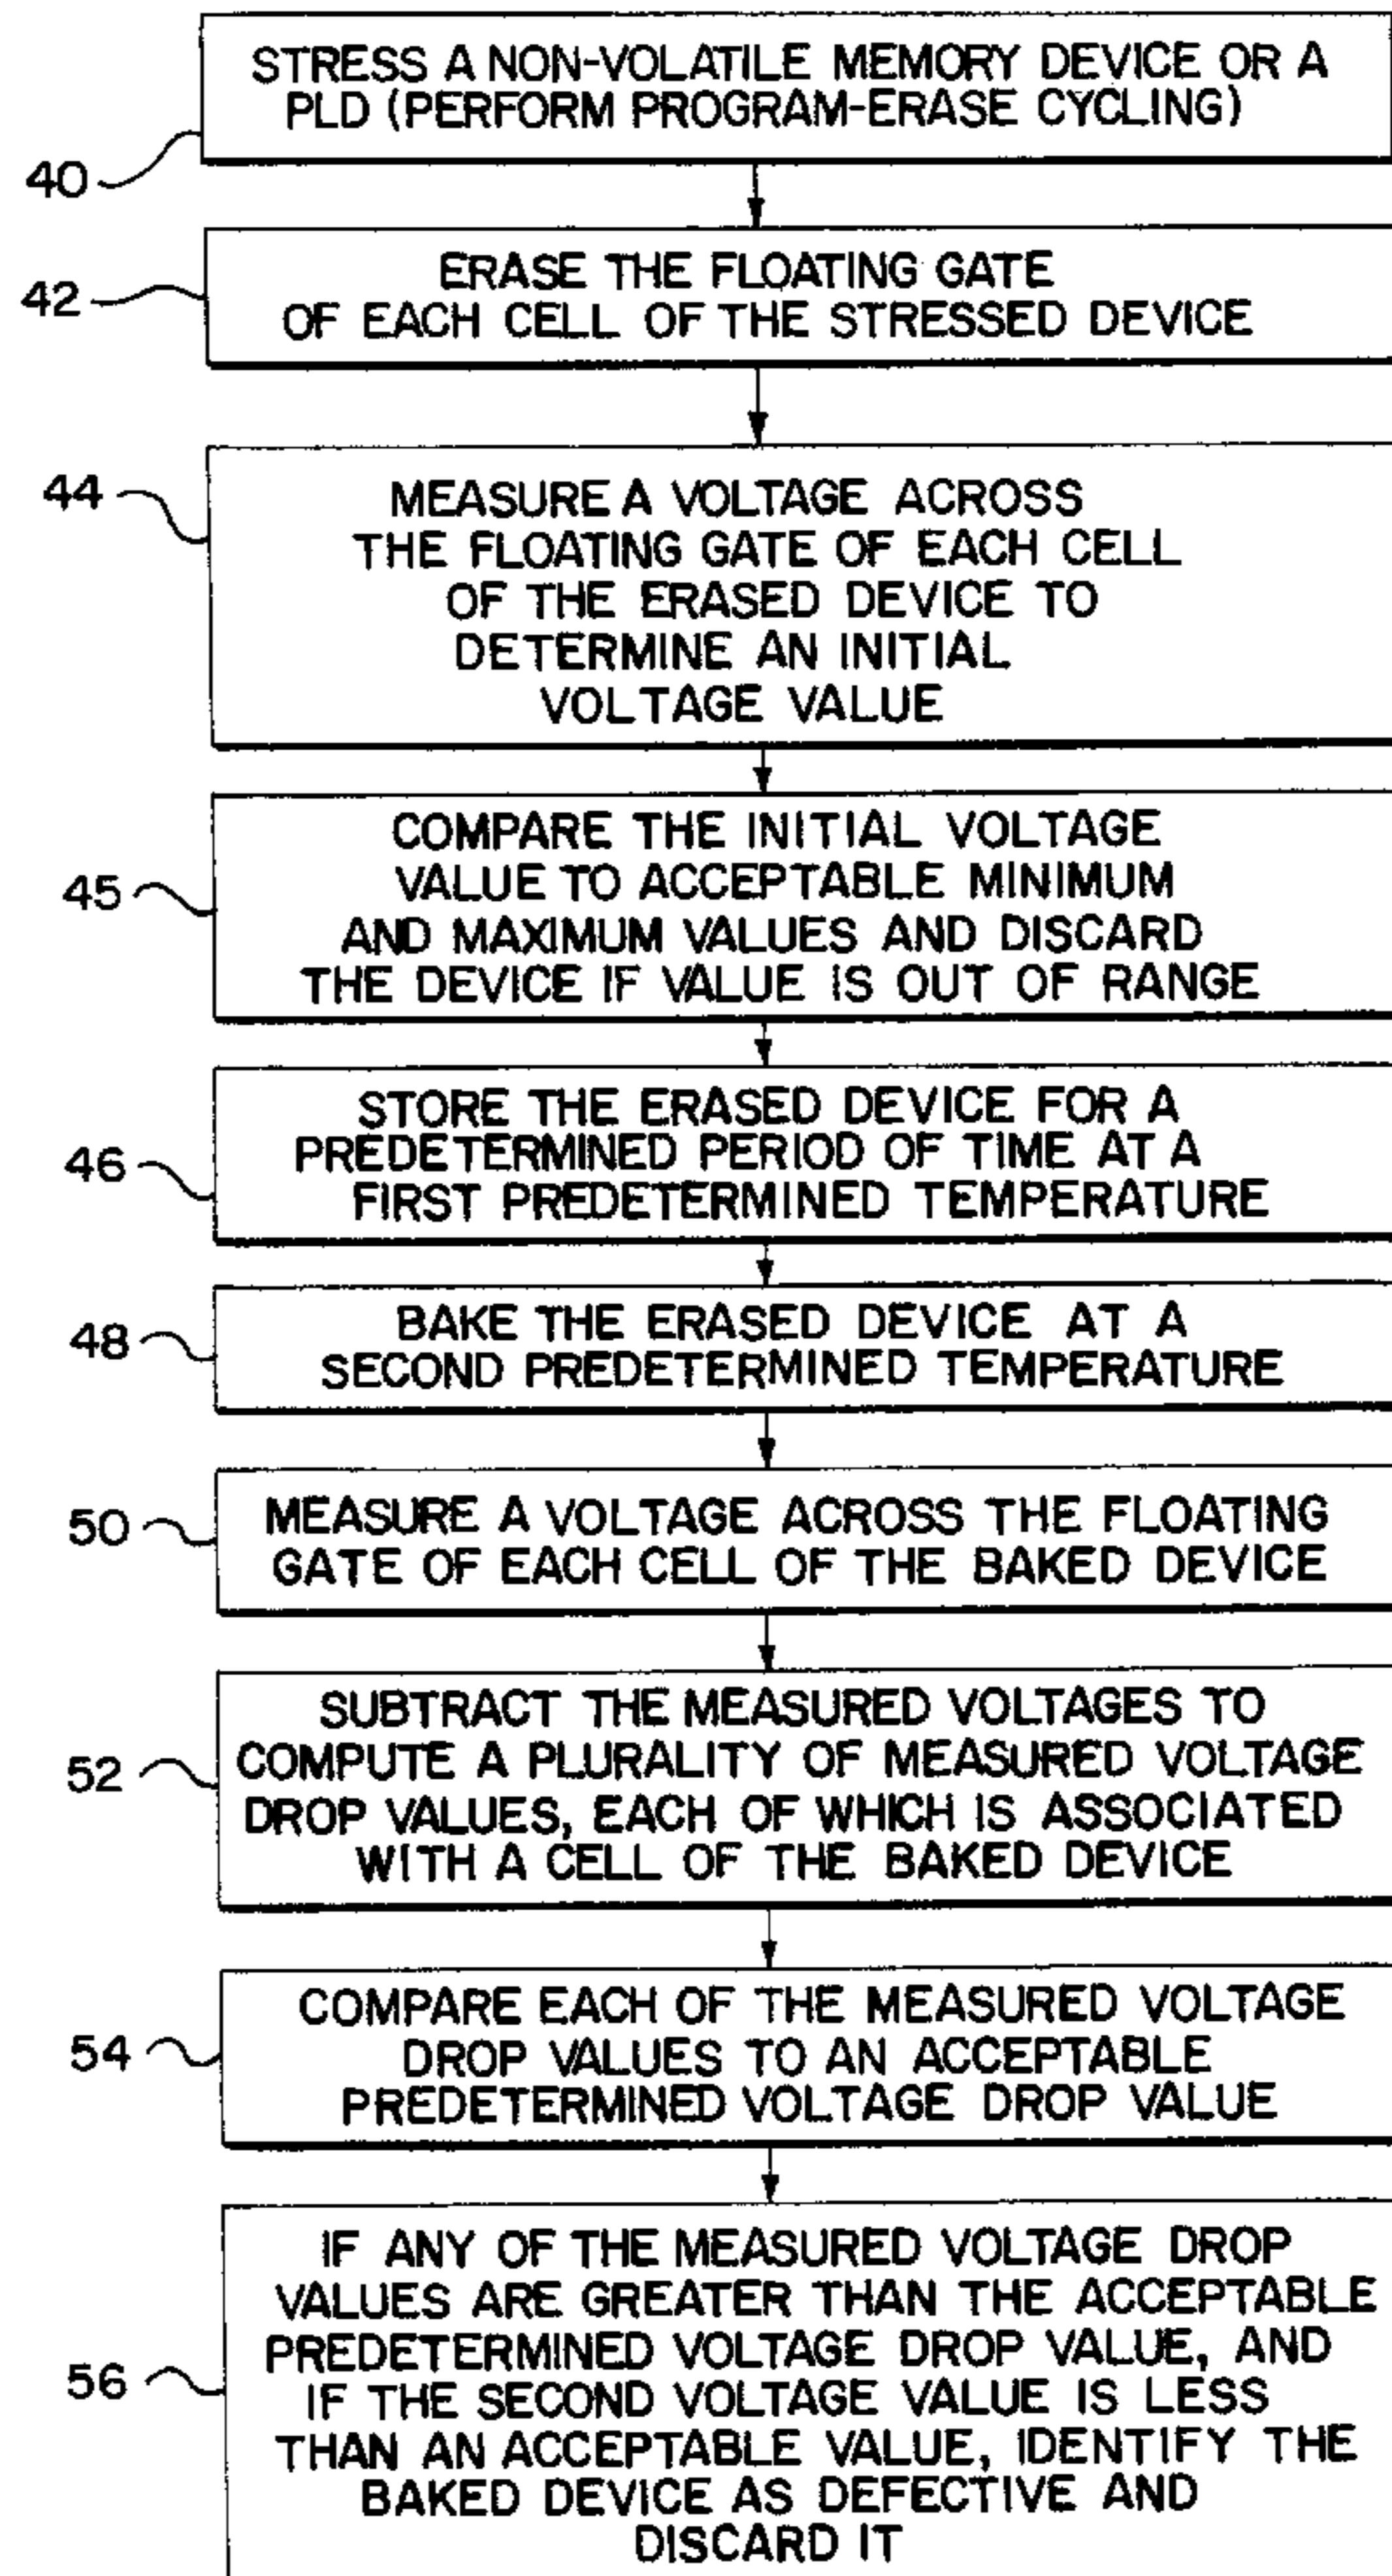 STRESS A NON-VOLATILE MEMORY DEVICE OR A
PLD (PERFORM PROGRAM-ERASE CYCLING)
40
ERASE THE FLOATING GATE
OF EACH CELL OF THE STRESSED DEVICE
42
44
MEASURE A VOLTAGE ACROSS
THE FLOATING GATE OF EACH CELL
OF THE ERASED DEVICE TO
DETERMINE AN INITIAL
VOLTAGE VALUE
COMPARE THE INITIAL VOLTAGE
VALUE TO ACCEPTABLE MINIMUM
45
AND MAXIMUM VALUES AND DISCARD
THE DEVICE IF VALUE IS OUT OF RANGE
STORE THE ERASED DEVICE FOR A
PREDETERMINED PERIOD OF TIME AT A
46
FIRST PREDETERMINED TEMPERATURE
BAKE THE ERASED DEVICE AT A
48
SECOND PREDETERMINED TEMPERATURE
MEASURE A VOLTAGE ACROSS THE FLOATING
50
GATE OF EACH CELL OF THE BAKED DEVICE
SUBTRACT THE MEASURED VOLTAGES TO
COMPUTE A PLURALITY OF MEASURED VOLTAGE
52
DROP VALUES, EACH OF WHICH IS ASSOCIATED
WITH A CELL OF THE BAKED DEVICE
COMPARE EACH OF THE MEASURED VOLTAGE
54
DROP VALUES TO AN ACCEPTABLE
PREDETERMINED VOLTAGE DROP VALUE
IF ANY OF THE MEASURED VOLTAGE DROP
VALUES ARE GREATER THAN THE ACCEPTABLE
PREDETERMINED VOLTAGE DROP VALUE, AND
56
IF THE SECOND VOLTAGE VALUE IS LESS
THAN AN ACCEPTABLE VALUE, IDENTIFY THE
BAKED DEVICE AS DEFECTIVE AND
DISCARD IT